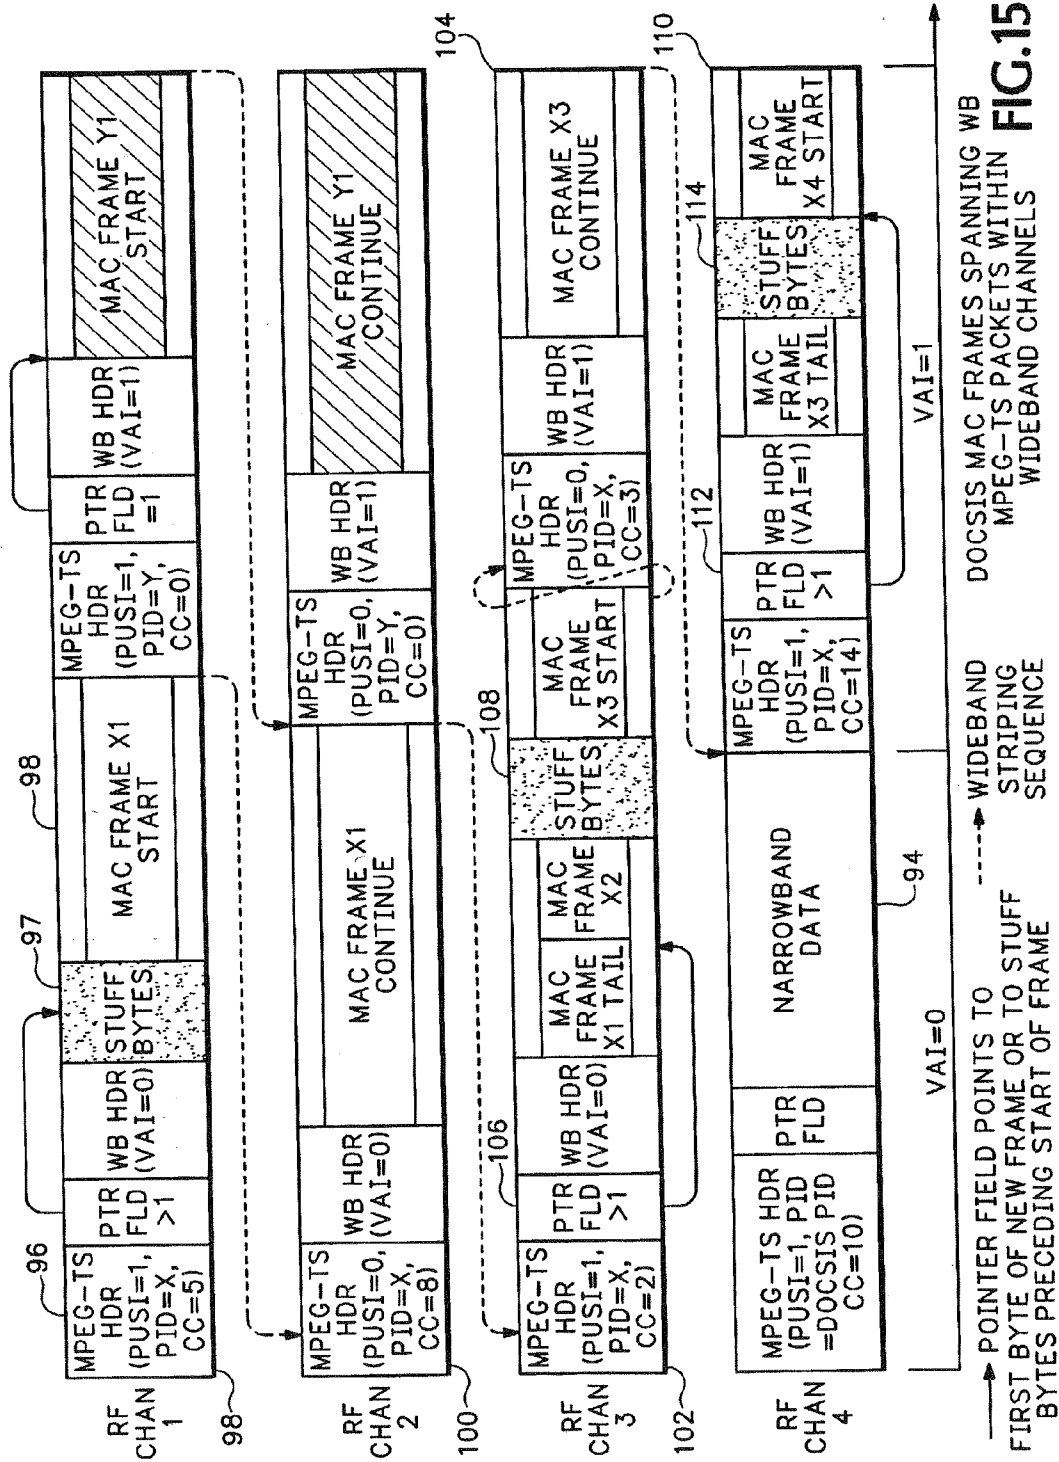 RF
CHAN
1
98
96
MPEG-TS
HDR
(PUSI=1,
PID=X,
CC=5)
PTR
FLD
>1
WB HDR
(VAI=0)
97
STUFF
BYTES
98
MAC FRAME X1
START
MPEG-TS
HDR
(PUSI=1,
PID=Y,
CC=0)
PTR
FLD
=1
WB HDR
(VAI=1)
MAC FRAME Y1
START
RF
CHAN
2
100
MPEG-TS
HDR
(PUSI=0,
PID=X,
CC=8)
WB HDR
(VAI=0)
MAC FRAME X1
CONTINUE
MPEG-TS
HDR
(PUSI=0,
PID=Y,
CC=0)
WB HDR
(VAI=1)
MAC FRAME Y1
CONTINUE
RF
CHAN
3
102
MPEG-TS
HDR
(PUSI=1,
PID=X,
CC=2)
106
PTR
FLD
>1
WB HDR
(VAI=0)
MAC
FRAME
X1 TAIL
MAC
FRAME
X2
108
STUFF
BYTES
MAC
FRAME
X3 START
MPEG-TS
HDR
(PUSI=0,
PID=X,
CC=3)
WB HDR
(VAI=1)
MAC FRAME X3
CONTINUE
104
RF
CHAN
4
MPEG-TS HDR
(PUSI=1, PID
=DOCSIS PID
CC=10)
PTR
FLD
NARROWBAND
DATA
94
MPEG-TS
HDR
(PUSI=1,
PID=X,
CC=14)
112
PTR
FLD
>1
WB HDR
(VAI=1)
MAC
FRAME
X3 TAIL
114
STUFF
BYTES
MAC
FRAME
X4 START
110
VAI=0
VAI=1
POINTER FIELD POINTS TO
FIRST BYTE OF NEW FRAME OR TO STUFF
BYTES PRECEDING START OF FRAME
WIDEBAND
STRIPING
SEQUENCE
DOCSIS MAC FRAMES SPANNING WB
MPEG-TS PACKETS WITHIN
WIDEBAND CHANNELS
FIG.15